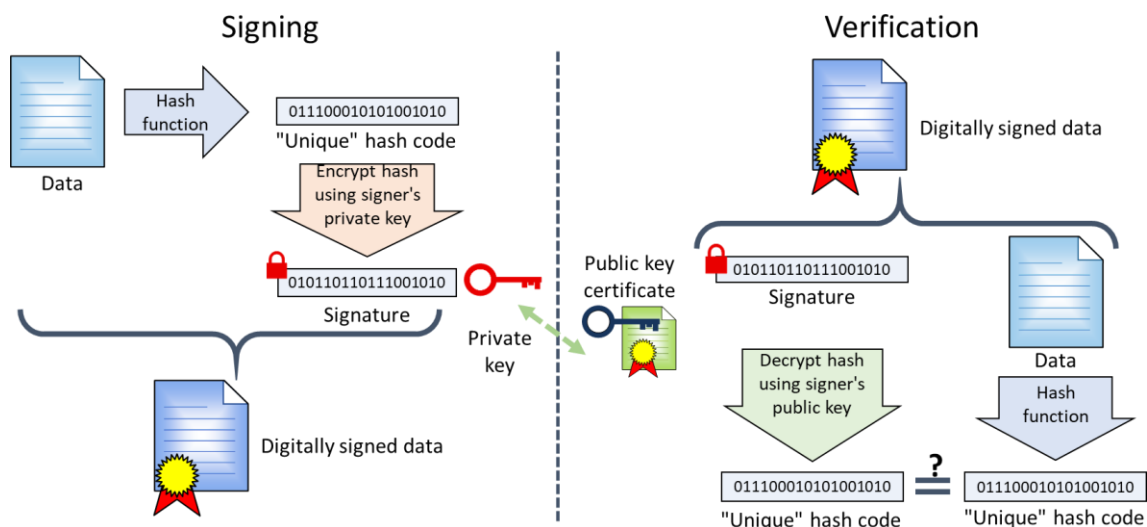 Signing
Hash
function
011100010101001010
"Unique" hash code
Data
Encrypt hash
using signer's
private key
010110110111001010
Signature
Private
key
Digitally signed data
Verification
Digitally signed data
Public key
certificate
010110110111001010
Signature
Data
Decrypt hash
using signer's
public key
Hash
function
011100010101001010
?
=
011100010101001010
"Unique" hash code
"Unique" hash code